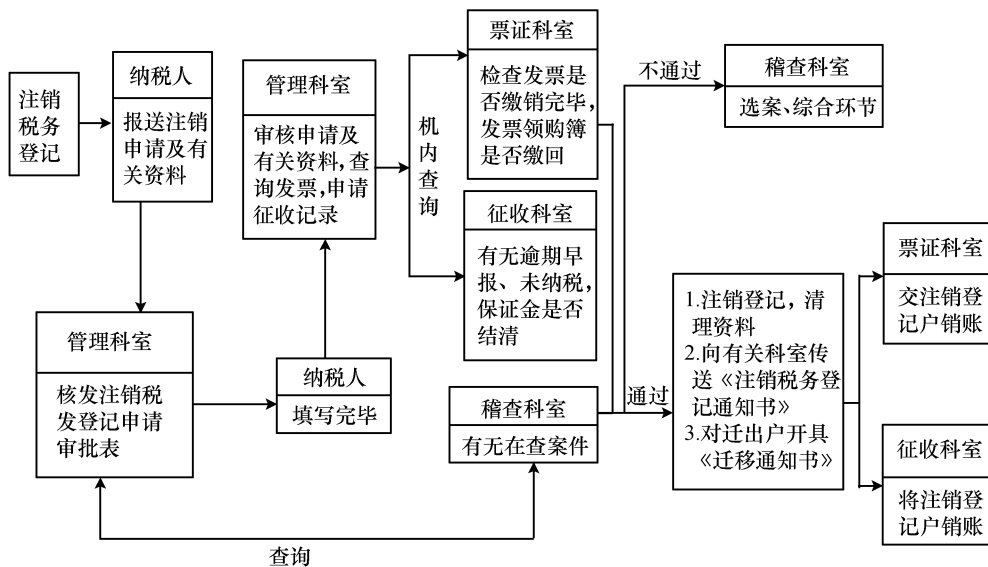 注销
税务
登记
纳税人
报送注销
申请及有
关资料
管理科室
核发注销税
发登记申请
审批表
纳税人
填写完毕
管理科室
审核申请及
有关资料,查
询发票,申请
征收记录
机内查询
票证科室
检查发票是
否缴销完毕,
发票领购簿
是否缴回
征收科室
有无逾期早
报、未纳税,
保证金是否
结清
稽查科室
有无在查案件
查询
不通过
稽查科室
选案、综合环节
通过
1.注销登记，清
理资料
2.向有关科室传
送《注销税务登
记通知书》
3.对迁出户开具
《迁移通知书》
票证科室
交注销登
记户销账
征收科室
将注销登
记户销账